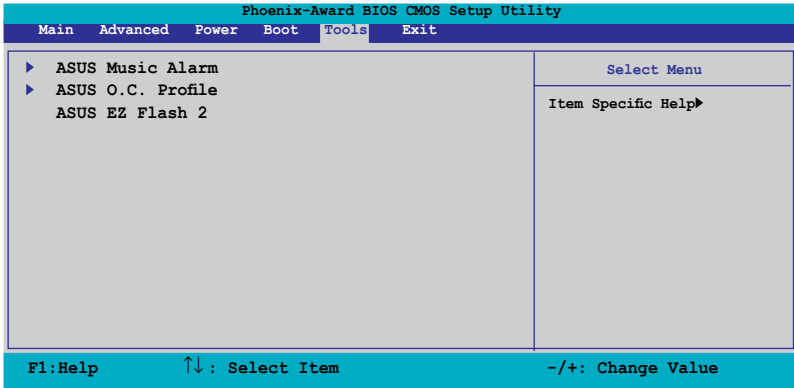 Phoenix-Award BIOS CMOS Setup Utility
Main Advanced Power Boot Tools Exit
ASUS Music Alarm
ASUS O.C. Profile
ASUS EZ Flash 2
Select Menu
Item Specific Help
F1:Help ↑↓ : Select Item -/+: Change Value